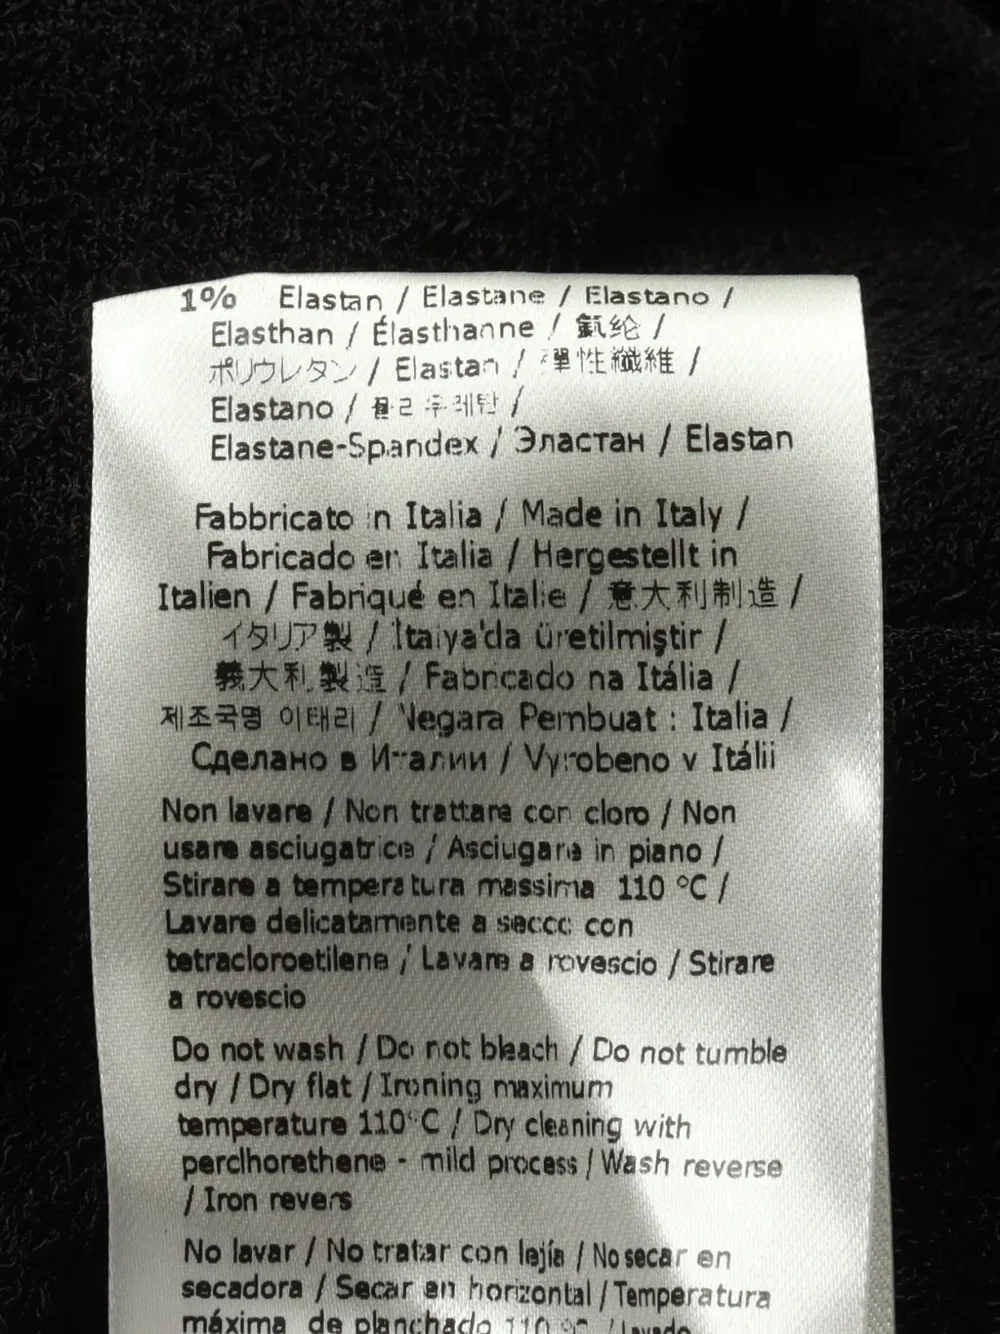 1% Elastan / Elastane / Elastano /
Elasthan / Élasthanne / 氨纶 /
ポリウレタン / Elastan / 彈性纖維 /
Elastano / 폴리우레탄 /
Elastane-Spandex / Эластан / Elastan
Fabbricato in Italia / Made in Italy /
Fabricado en Italia / Hergestellt in
Italien / Fabriqué en Italie / 意大利制造 /
イタリア製 / İtalya'da üretilmiştir /
義大利製造 / Fabricado na Itália /
제조국명 이태리 / Negara Pembuat : Italia /
Сделано в Италии / Vyrobeno v Itálii
Non lavare / Non trattare con cloro / Non
usare asciugatrice / Asciugare in piano /
Stirare a temperatura massima 110 °C /
Lavare delicatamente a secco con
tetracloroetilene / Lavare a rovescio / Stirare
a rovescio
Do not wash / Do not bleach / Do not tumble
dry / Dry flat / Ironing maximum
temperature 110°C / Dry cleaning with
perclhorethene - mild process / Wash reverse
/ Iron revers
No lavar / No tratar con lejía / No secar en
secadora / Secar en horizontal / Temperatura
máxima de planchado 110 °C / Lavado